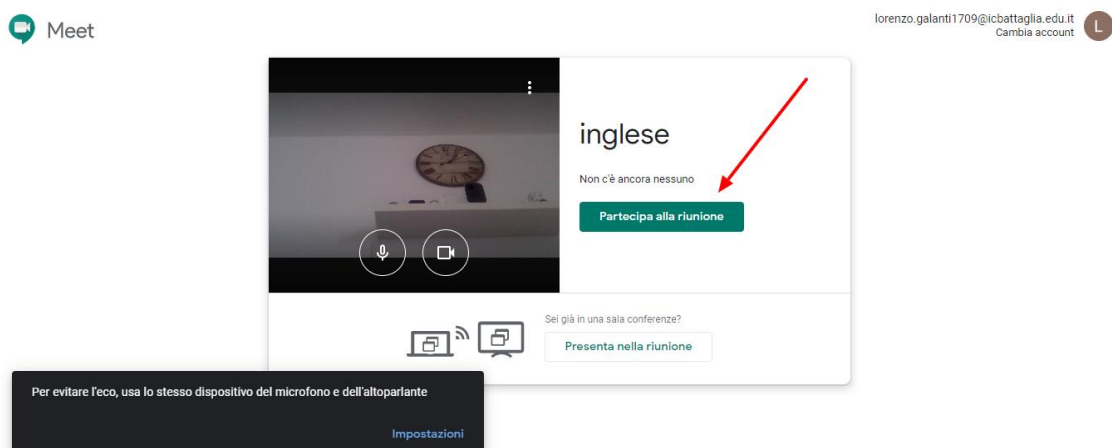 Meet
lorenzo.galanti1709@icbattaglia.edu.it
Cambia account
L
inglese
Non c'è ancora nessuno
Partecipa alla riunione
Sei già in una sala conferenze?
Presenta nella riunione
Per evitare l'eco, usa lo stesso dispositivo del microfono e dell'altoparlante
Impostazioni